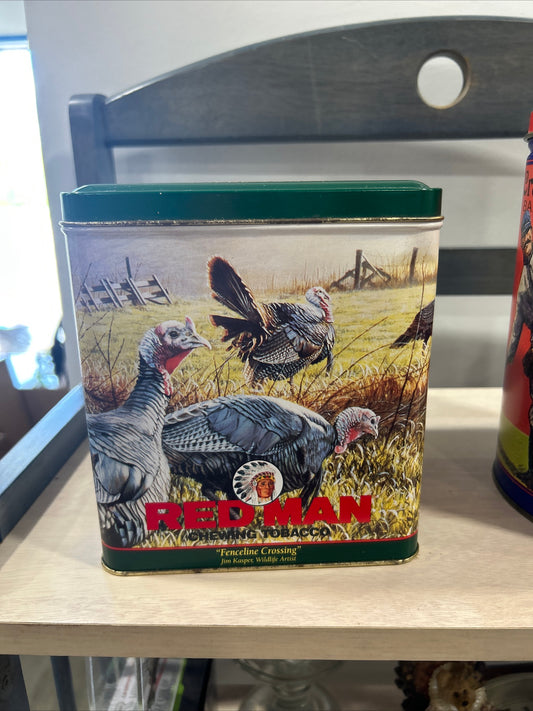 RED MAN
CHEWING TOBACCO
"Fenceline Crossing"
Jim Kasper, Wildlife Artist